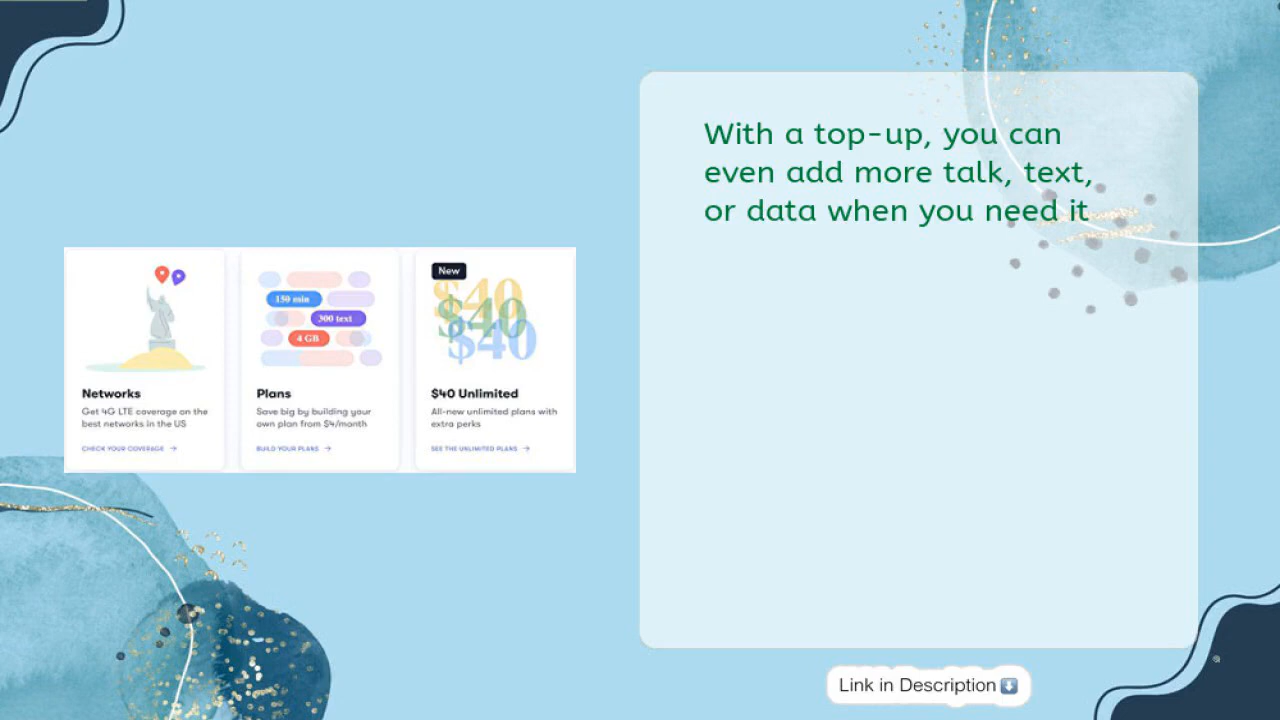 With a top-up, you can
even add more talk, text,
or data when you need it
New
$40
$40
$40
150 min
300 text
4 GB
Networks
Get 4G LTE coverage on the
best networks in the US
CHECK YOUR COVERAGE →
Plans
Save big by building your
own plan from $4/month
BUILD YOUR PLANS →
$40 Unlimited
All-new unlimited plans with
extra perks
SEE THE UNLIMITED PLANS →
Link in Description ⬇️